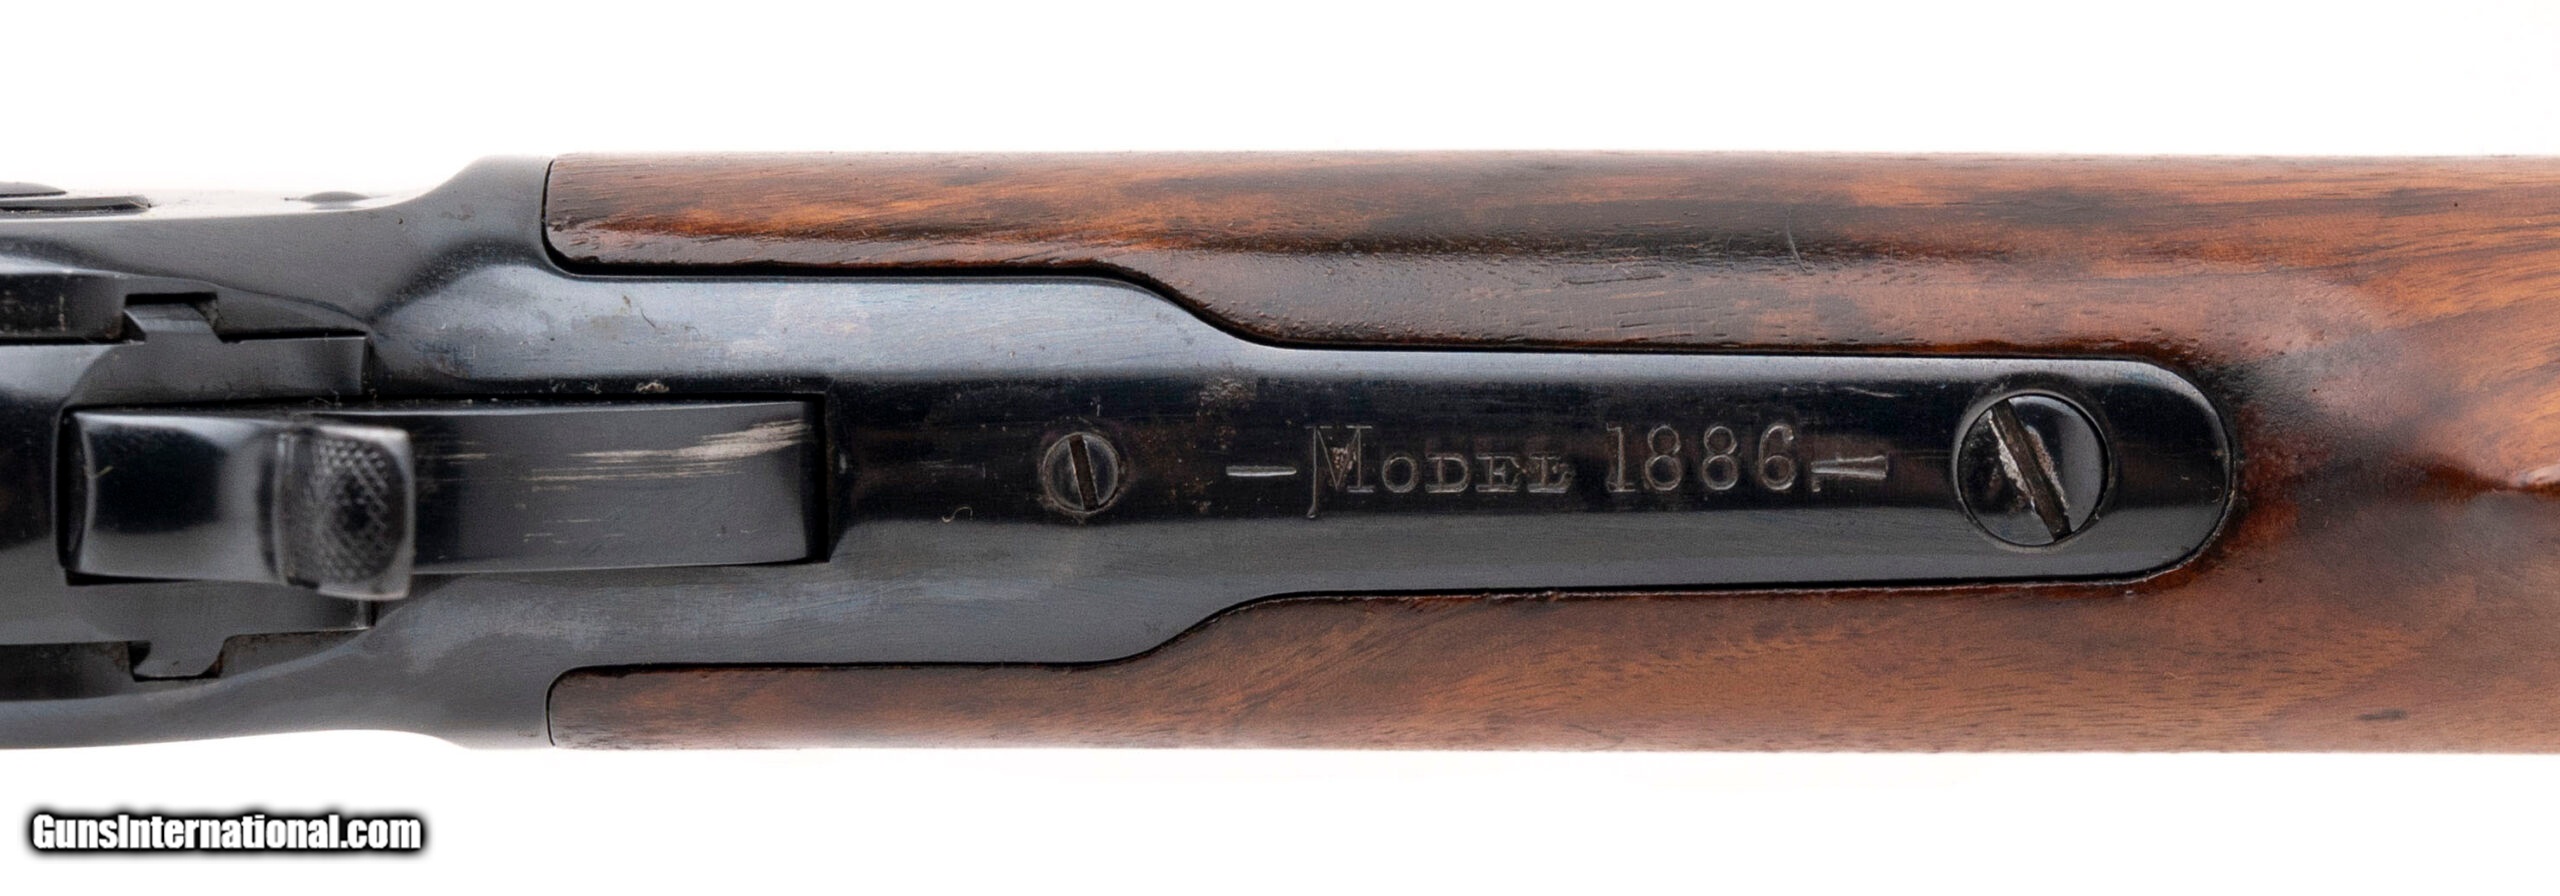 —Model 1886.—
GunsInternational.com